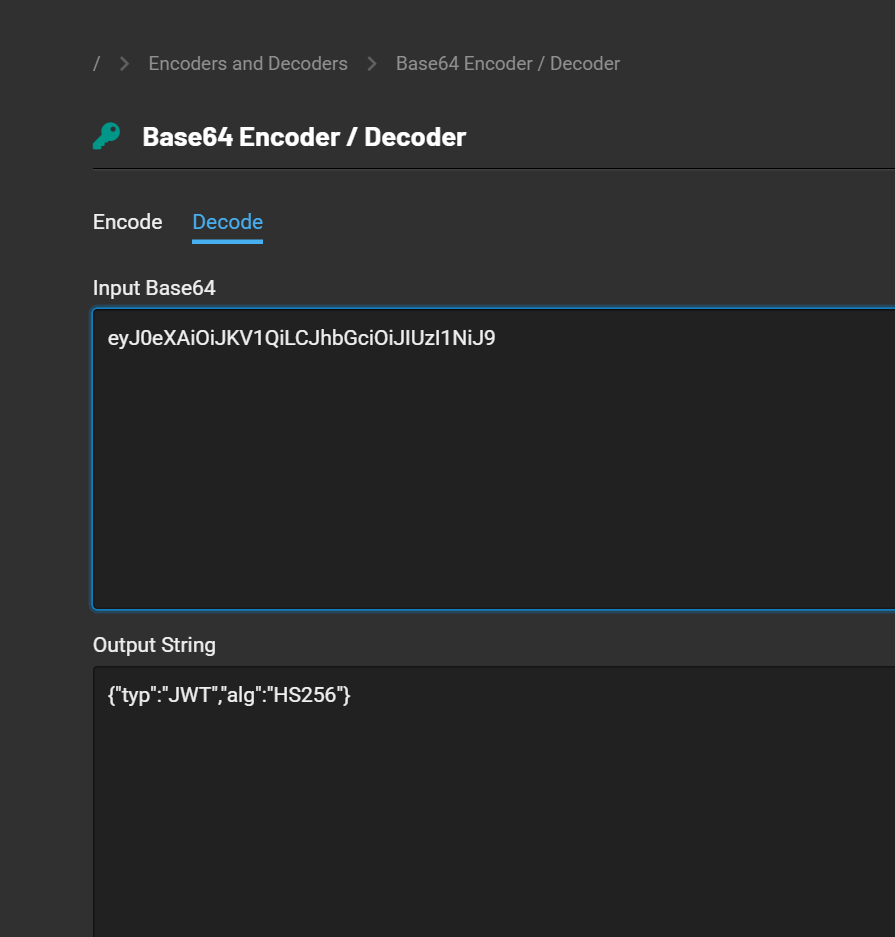 / > Encoders and Decoders > Base64 Encoder / Decoder
Base64 Encoder / Decoder
Encode Decode
Input Base64
eyJ0eXAiOiJKV1QiLCJhbGciOiJIUzI1NiJ9
Output String
{"typ":"JWT","alg":"HS256"}